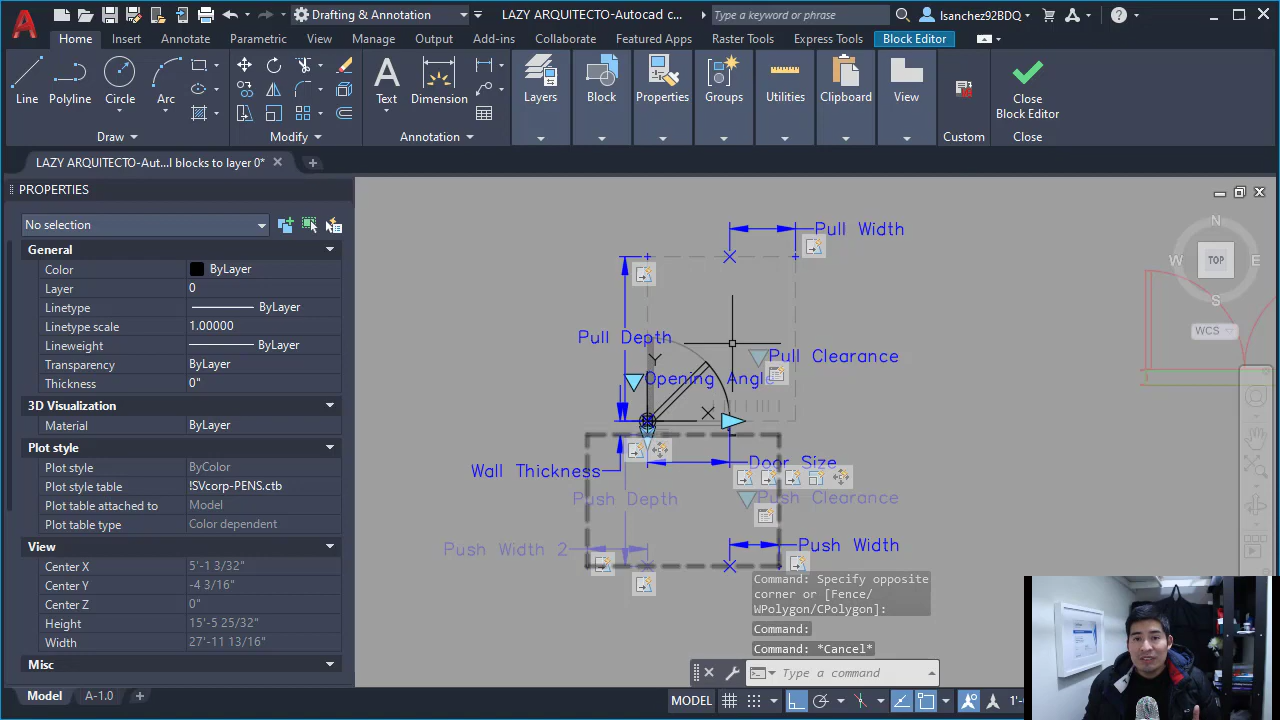 Drafting & Annotation
LAZY ARQUITECTO-Autocad c...
Type a keyword or phrase
lsanchez92BDQ
Home
Insert
Annotate
Parametric
View
Manage
Output
Add-ins
Collaborate
Featured Apps
Raster Tools
Express Tools
Block Editor
Line
Polyline
Circle
Arc
Text
Dimension
Layers
Block
Properties
Groups
Utilities
Clipboard
View
Close
Block Editor
Draw
Modify
Annotation
Custom
Close
LAZY ARQUITECTO-Aut...l blocks to layer 0*
PROPERTIES
No selection
General
Color ByLayer
Layer 0
Linetype ByLayer
Linetype scale 1.00000
Lineweight ByLayer
Transparency ByLayer
Thickness 0"
3D Visualization
Material ByLayer
Plot style
Plot style ByColor
Plot style table !SVcorp-PENS.ctb
Plot table attached to Model
Plot table type Color dependent
View
Center X 5'-1 3/32"
Center Y -4 3/16"
Center Z 0"
Height 15'-5 25/32"
Width 27'-11 13/16"
Misc
Pull Width
Pull Depth
Pull Clearance
Y
Opening Angle
X
Wall Thickness
Door Size
Push Depth
Push Clearance
Push Width 2
Push Width
N
W
TOP
E
S
WCS
Command: Specify opposite
corner or [Fence/
WPolygon/CPolygon]:
Command:
Command: *Cancel*
Type a command
Model
A-1.0
MODEL